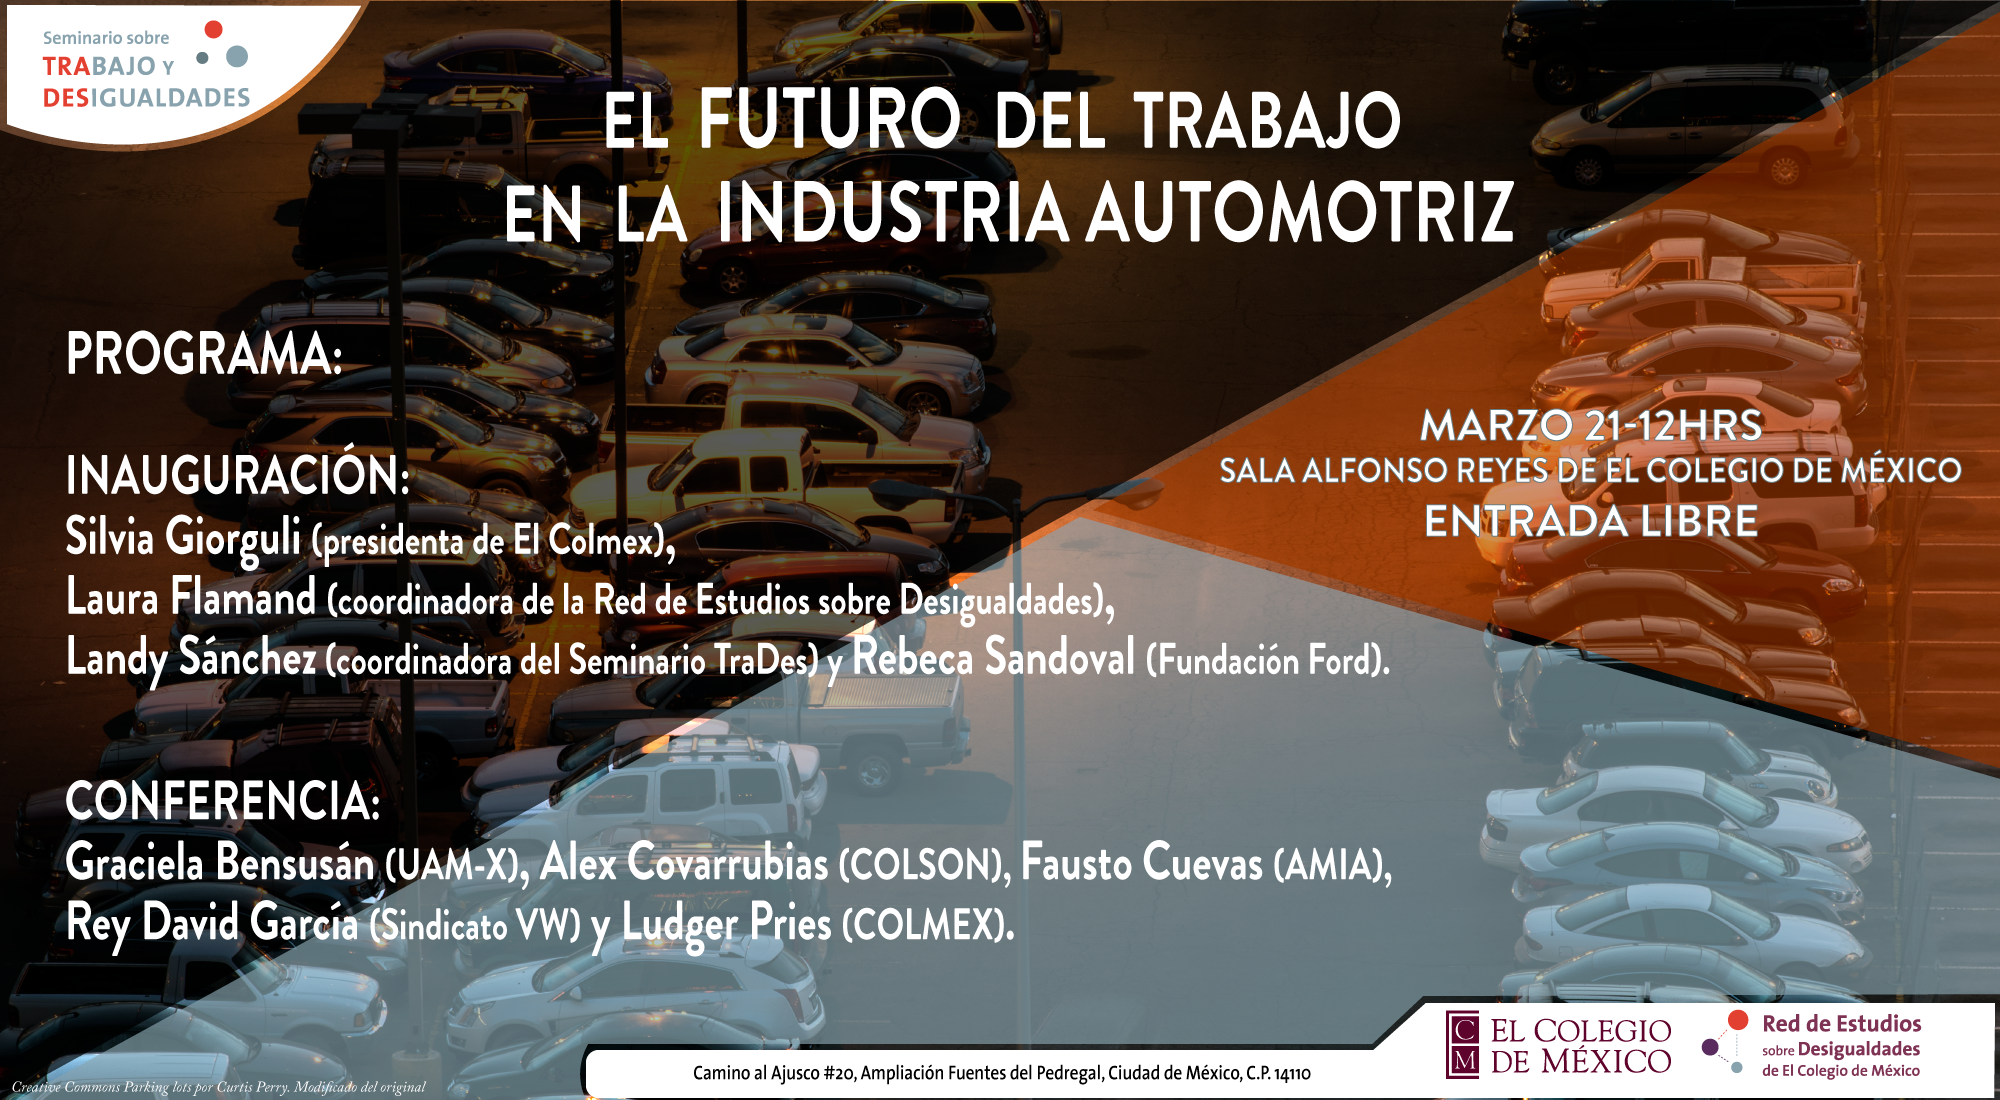 Seminario sobre
TRABAJO Y
DESIGUALDADES
EL FUTURO DEL TRABAJO
EN LA INDUSTRIA AUTOMOTRIZ
PROGRAMA:
INAUGURACIÓN:
Silvia Giorguli (presidenta de El Colmex),
Laura Flamand (coordinadora de la Red de Estudios sobre Desigualdades),
Landy Sánchez (coordinadora del Seminario TraDes) y Rebeca Sandoval (Fundación Ford).
MARZO 21-12HRS
SALA ALFONSO REYES DE EL COLEGIO DE MÉXICO
ENTRADA LIBRE
CONFERENCIA:
Graciela Bensusán (UAM-X), Alex Covarrubias (COLSON), Fausto Cuevas (AMIA),
Rey David García (Sindicato VW) y Ludger Pries (COLMEX).
Creative Commons Parking lots por Curtis Perry. Modificado del original
Camino al Ajusco #20, Ampliación Fuentes del Pedregal, Ciudad de México, C.P. 14110
C
M
EL COLEGIO
DE MÉXICO
Red de Estudios
sobre Desigualdades
de El Colegio de México